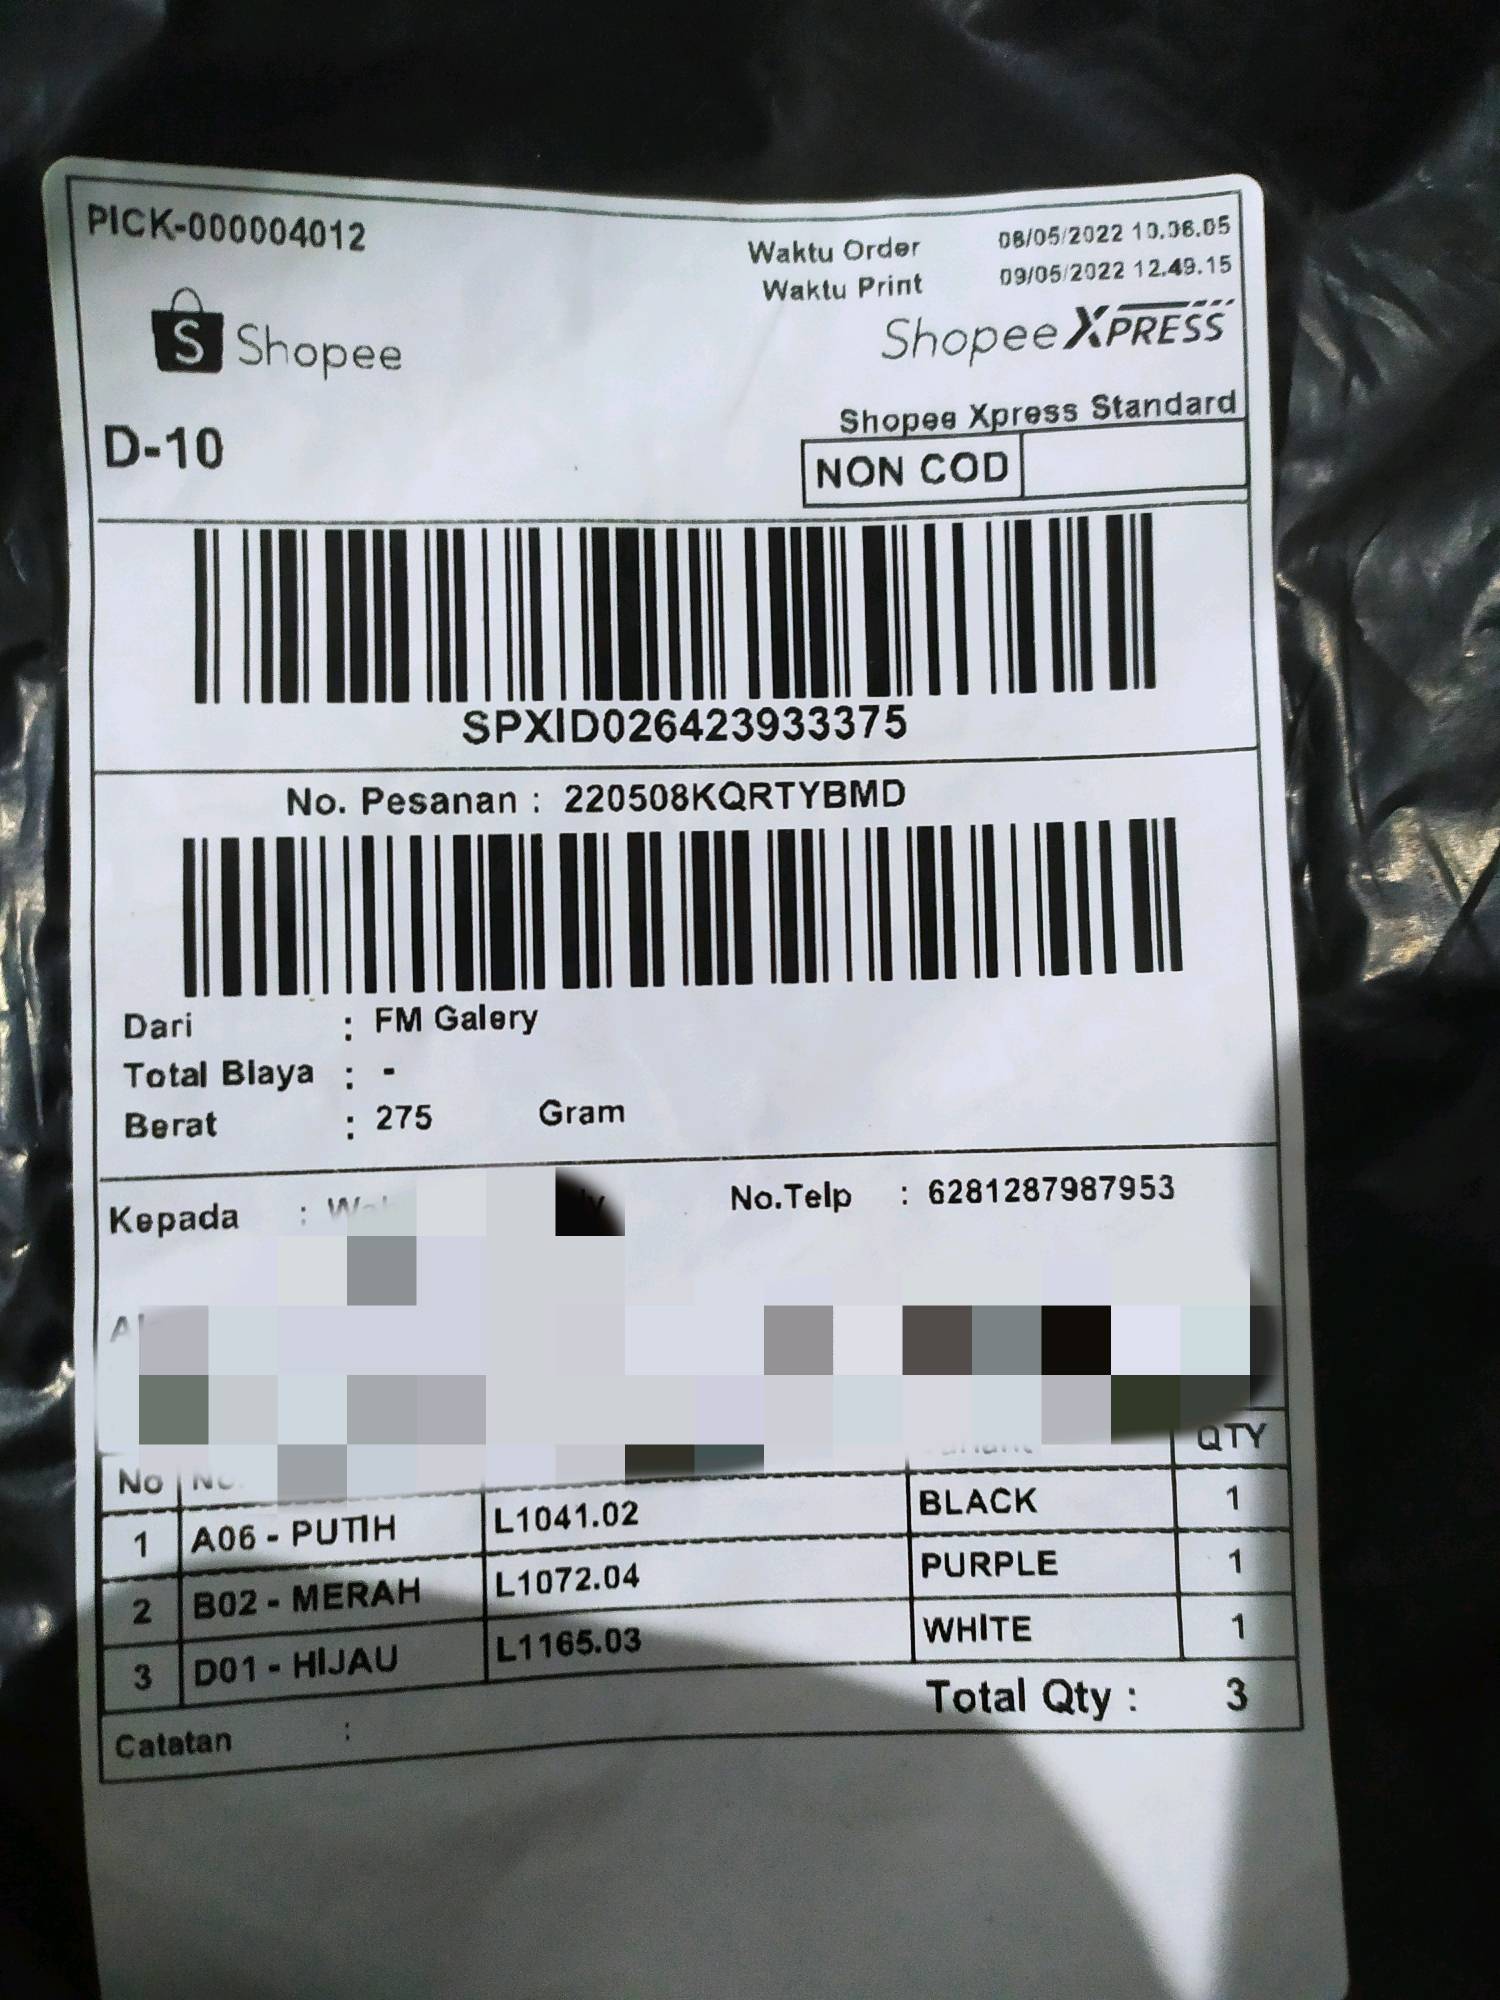 PICK-000004012
Waktu Order 08/05/2022 10.06.05
Waktu Print 09/05/2022 12.49.15
S Shopee
Shopee XPRESS
Shopee Xpress Standard
D-10
NON COD
SPXID026423933375
No. Pesanan : 220508KQRTYBMD
Dari : FM Galery
Total Biaya : -
Berat : 275 Gram
Kepada : No.Telp : 6281287987953
No QTY
1 A06 - PUTIH L1041.02 BLACK 1
2 B02 - MERAH L1072.04 PURPLE 1
3 D01 - HIJAU L1165.03 WHITE 1
Total Qty : 3
Catatan :